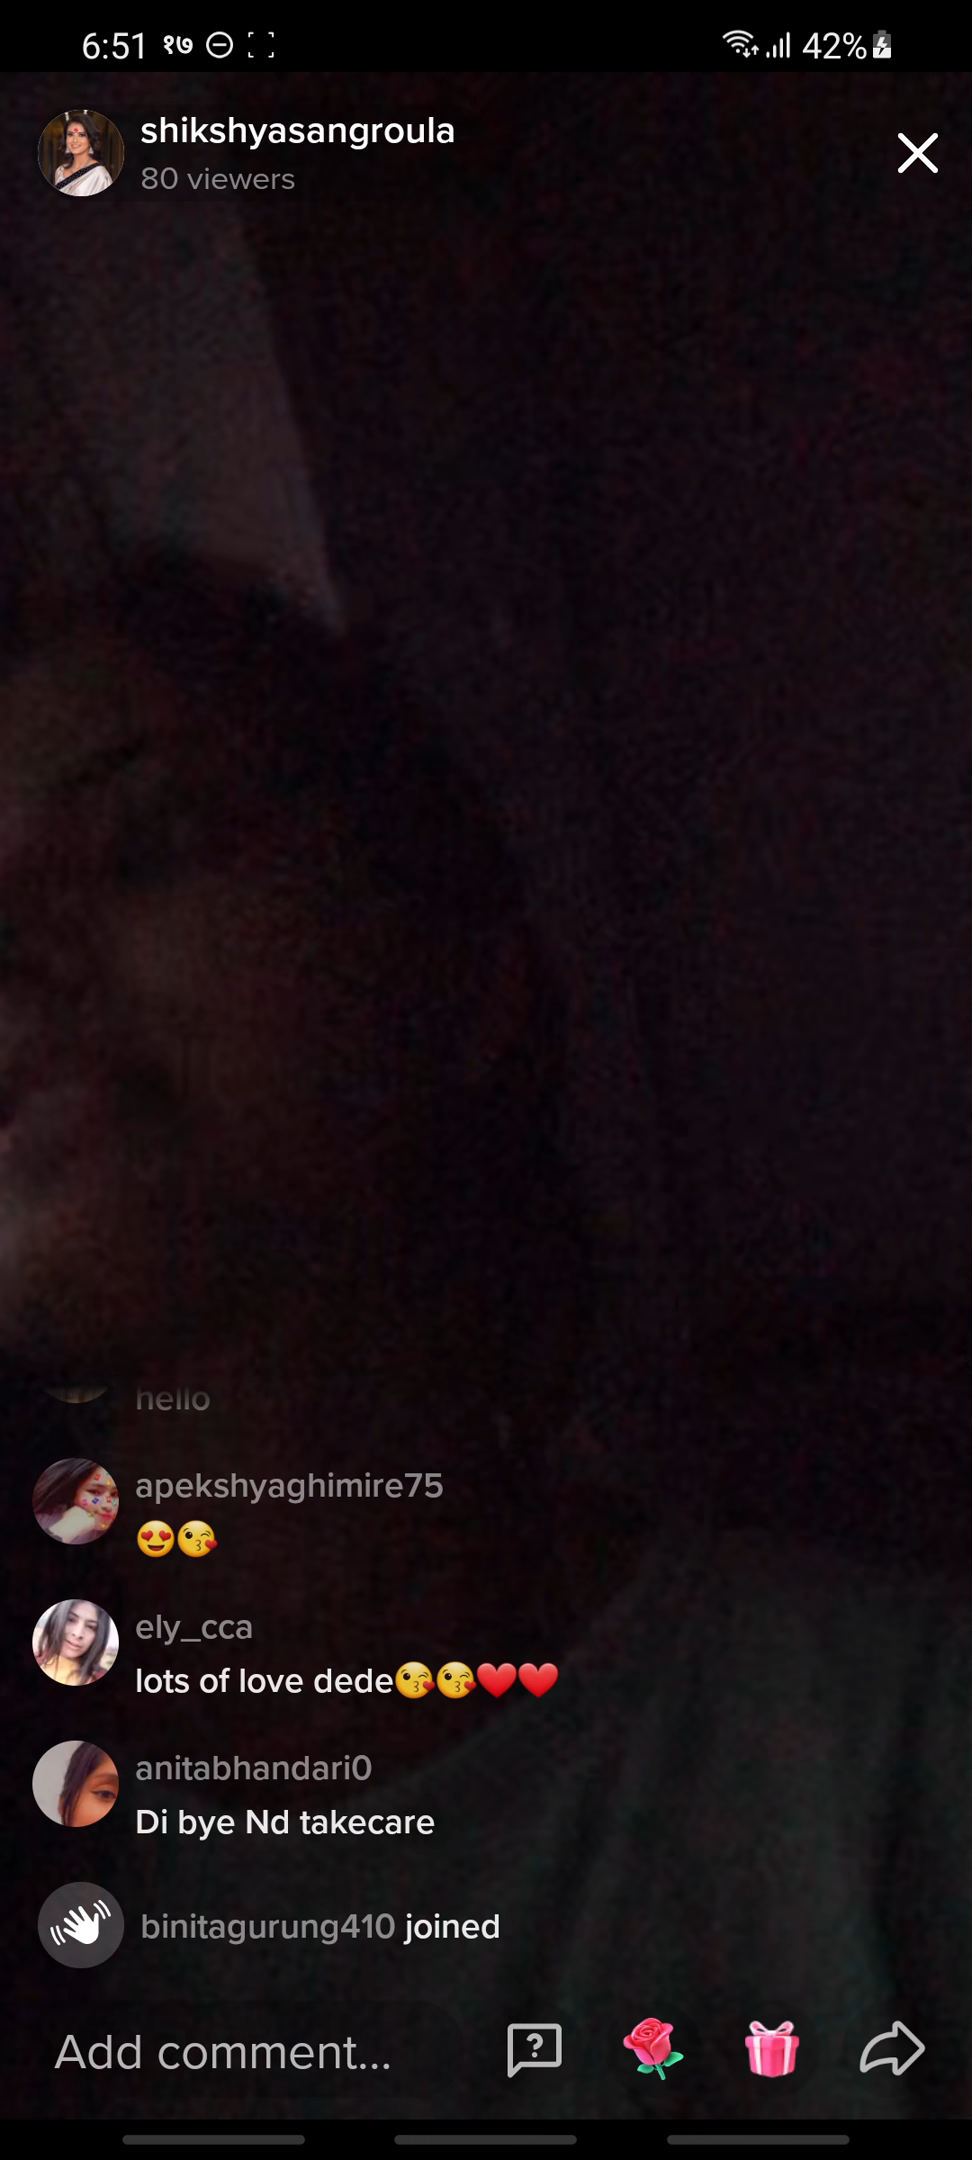 6:51 १७ 42%
shikshyasangroula
80 viewers
hello
apekshyaghimire75
😍😘
ely_cca
lots of love dede😘😘❤️❤️
anitabhandari0
Di bye Nd takecare
binitagurung410 joined
Add comment...